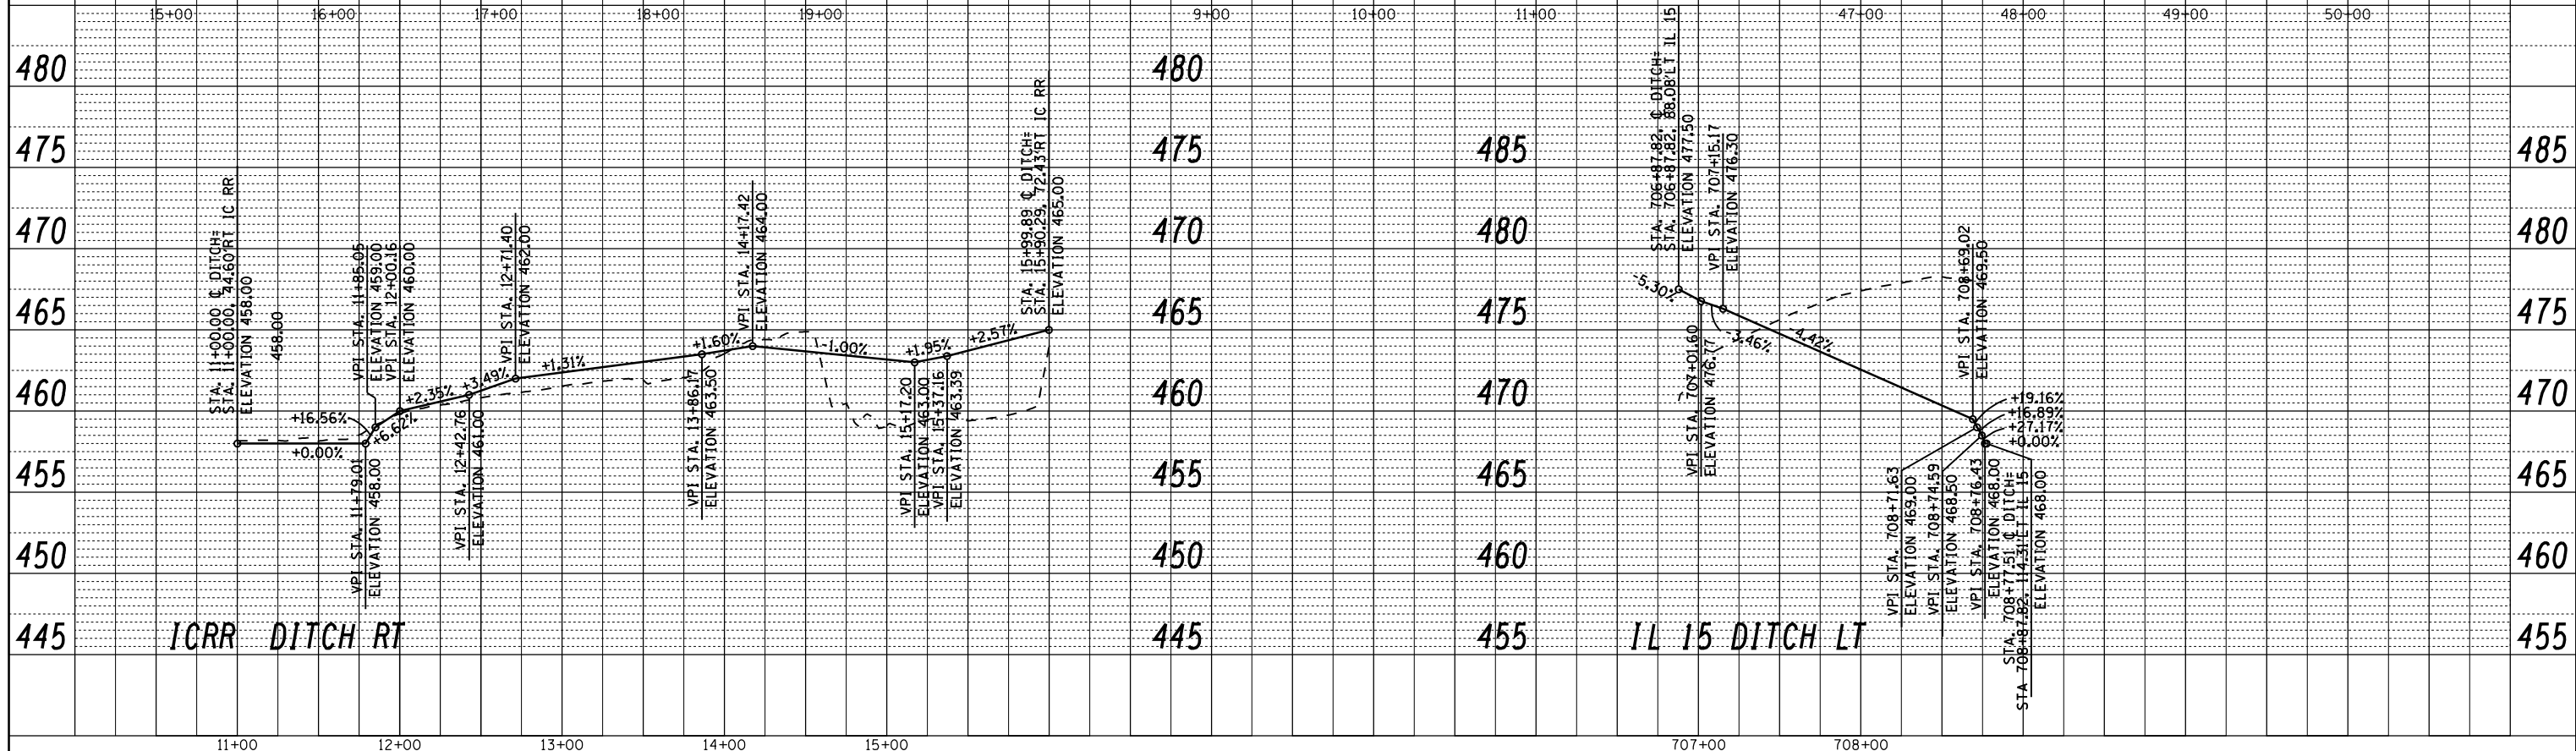 15+00 16+00 17+00 18+00 19+00 9+00 10+00 11+00 47+00 48+00 49+00 50+00
480
475
470
465
460
455
450
445
STA. 11+00.00 ℄ DITCH=
STA. 11+00.00, 44.60'RT IC RR
ELEVATION 458.00
458.00
+16.56%
+0.00%
+6.62%
VPI STA. 11+79.01
ELEVATION 458.00
VPI STA. 11+85.05
ELEVATION 459.00
VPI STA. 12+00.16
ELEVATION 460.00
+2.35%
VPI STA. 12+42.76
ELEVATION 461.00
+3.49%
VPI STA. 12+71.40
ELEVATION 462.00
+1.31%
VPI STA. 13+86.17
ELEVATION 463.50
+1.60%
VPI STA. 14+17.42
ELEVATION 464.00
-1.00%
VPI STA. 15+17.20
ELEVATION 463.00
+1.95%
VPI STA. 15+37.16
ELEVATION 463.39
+2.57%
STA. 15+99.89 ℄ DITCH=
STA. 15+90.29, 72.43'RT IC RR
ELEVATION 465.00
ICRR DITCH RT
480
475
470
465
460
455
450
445
485
480
475
470
465
460
455
STA. 706+87.82, ℄ DITCH=
STA. 706+87.82, 88.08'LT IL 15
ELEVATION 477.50
-5.30%
VPI STA. 707+01.60
ELEVATION 476.77
VPI STA. 707+15.17
ELEVATION 476.30
-3.46%
-4.42%
VPI STA. 708+69.02
ELEVATION 469.50
+19.16%
+16.89%
+27.17%
+0.00%
VPI STA. 708+71.63
ELEVATION 469.00
VPI STA. 708+74.59
ELEVATION 468.50
VPI STA. 708+76.43
ELEVATION 468.00
STA. 708+77.51 ℄ DITCH=
STA 708+87.82, 114.31'LT IL 15
ELEVATION 468.00
IL 15 DITCH LT
485
480
475
470
465
460
455
11+00 12+00 13+00 14+00 15+00 707+00 708+00